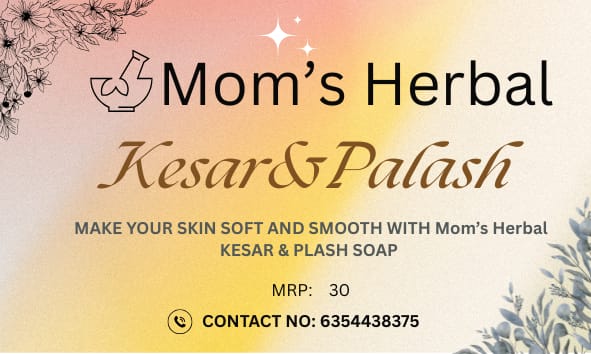 Mom's Herbal
Kesar&Palash
MAKE YOUR SKIN SOFT AND SMOOTH WITH Mom's Herbal
KESAR & PLASH SOAP
MRP: 30
CONTACT NO: 6354438375